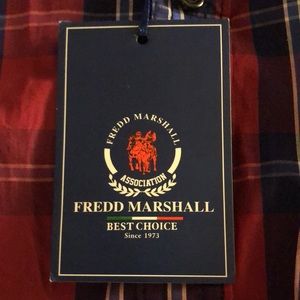 FREDD MARSHALL
ASSOCIATION
FREDD MARSHALL
BEST CHOICE
Since 1973